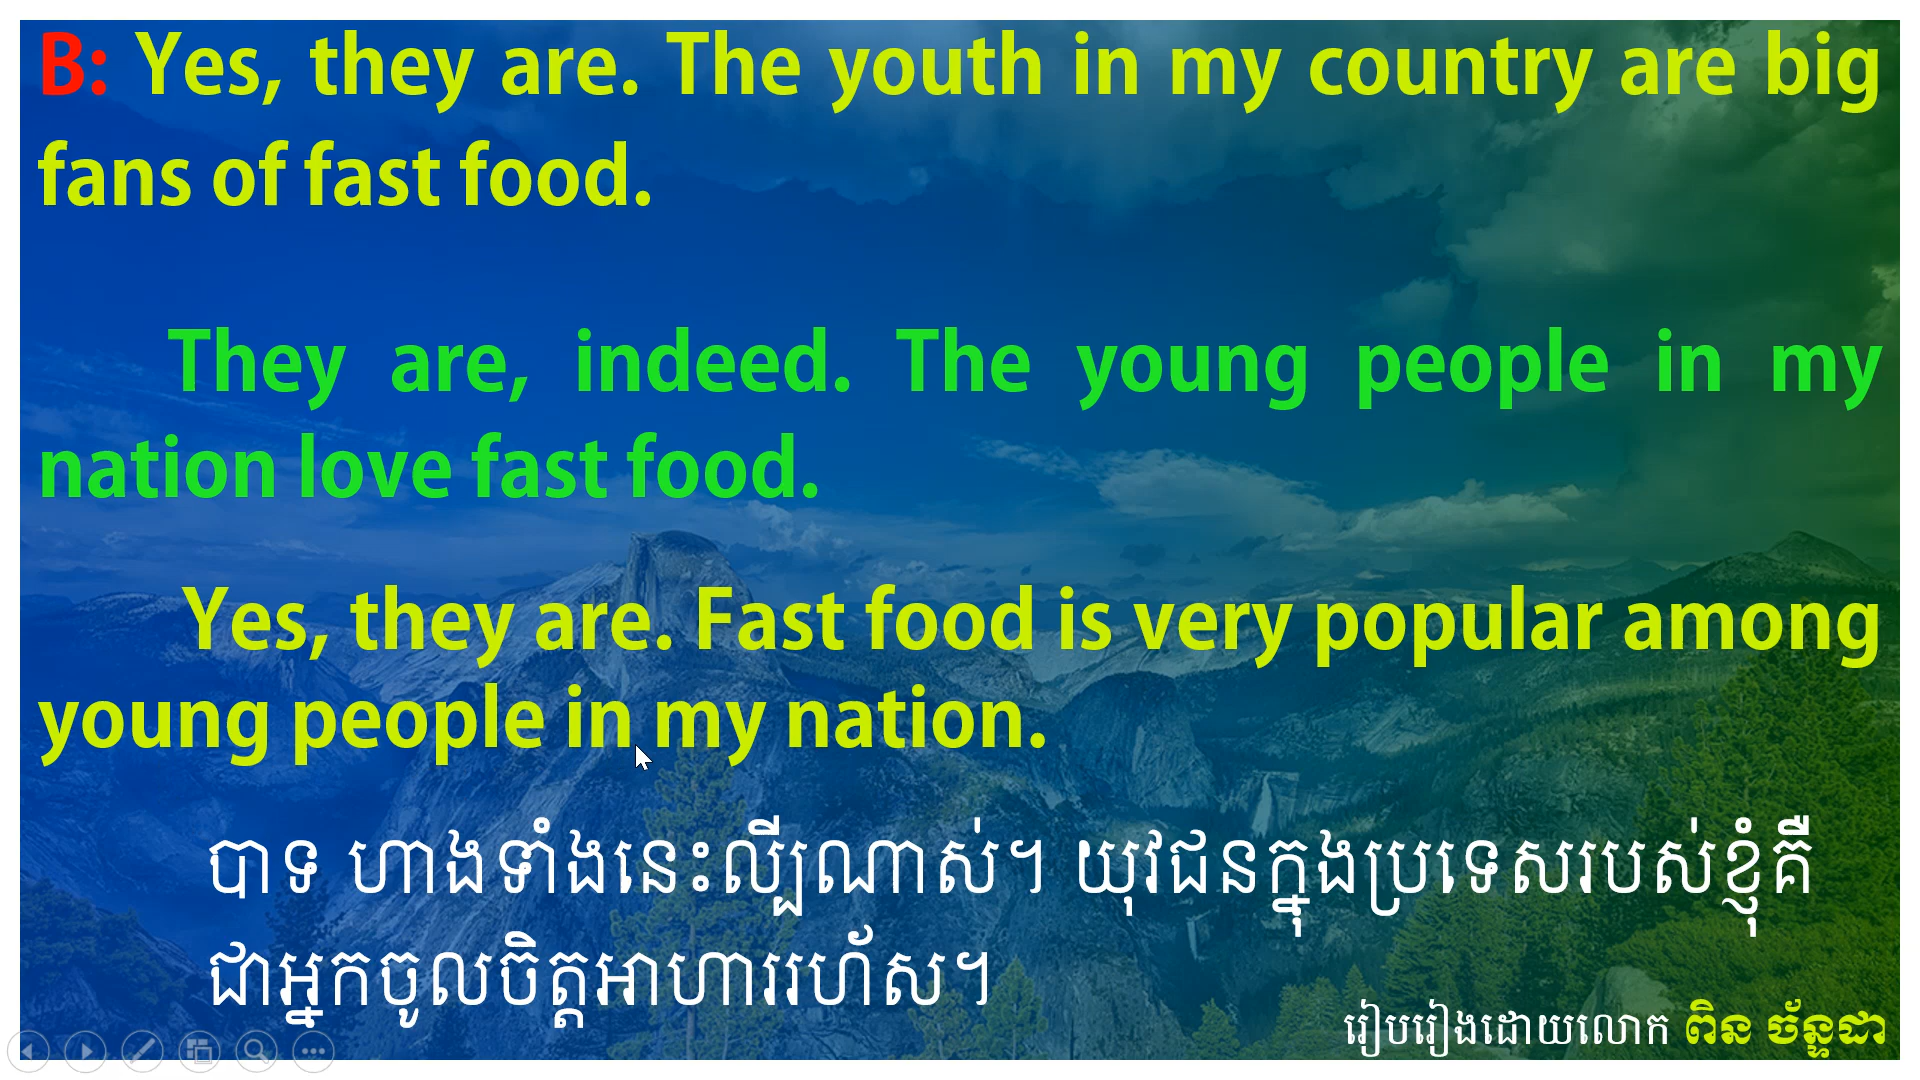 B: Yes, they are. The youth in my country are big
fans of fast food.
They are, indeed. The young people in my
nation love fast food.
Yes, they are. Fast food is very popular among
young people in my nation.
បាទ ហាងទាំងនេះល្បីណាស់។ យុវជនក្នុងប្រទេសរបស់ខ្ញុំគឺ
ជាអ្នកចូលចិត្តអាហាររហ័ស។
រៀបរៀងដោយលោក ពិន ច័ន្ទដា